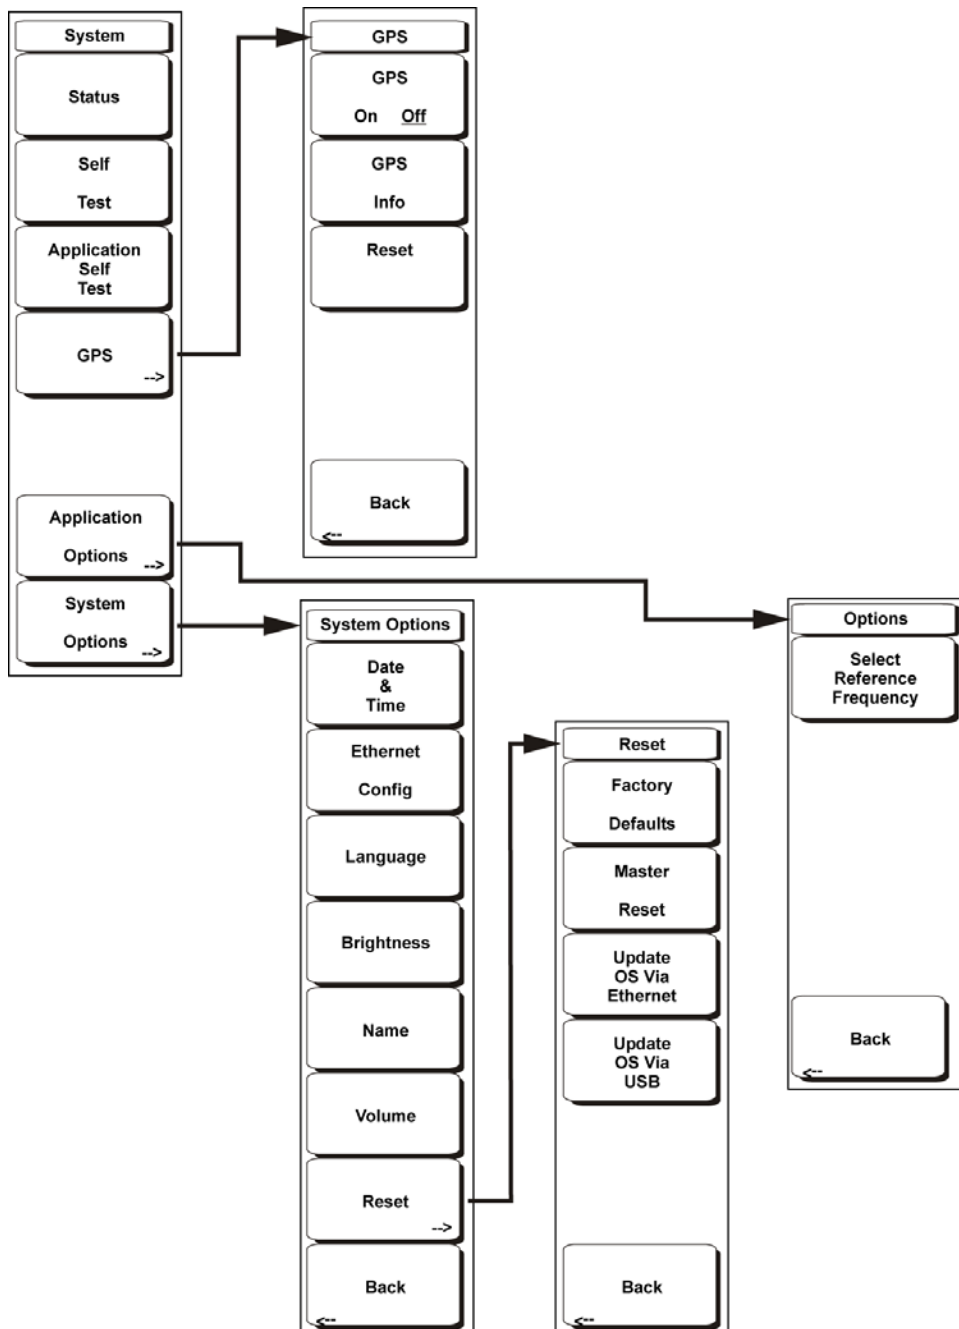 System
Status
Self
Test
Application
Self
Test
GPS
-->
Application
Options -->
System
Options -->
GPS
GPS
On Off
GPS
Info
Reset
Back
<--
System Options
Date
&
Time
Ethernet
Config
Language
Brightness
Name
Volume
Reset
-->
Back
<--
Reset
Factory
Defaults
Master
Reset
Update
OS Via
Ethernet
Update
OS Via
USB
Back
<--
Options
Select
Reference
Frequency
Back
<--